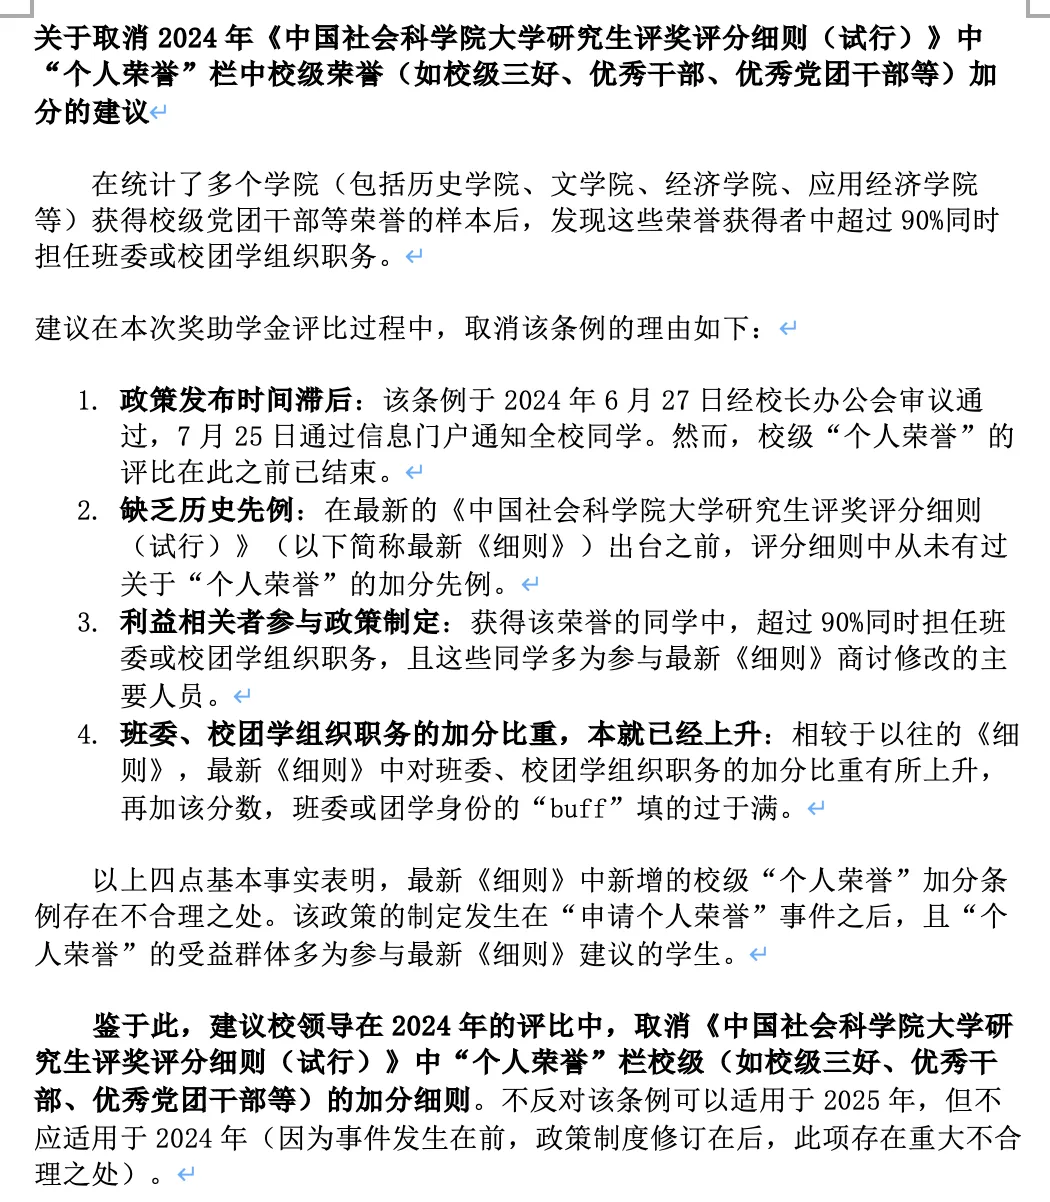 关于取消 2024 年《中国社会科学院大学研究生评奖评分细则（试行）》中
“个人荣誉”栏中校级荣誉（如校级三好、优秀干部、优秀党团干部等）加
分的建议
在统计了多个学院（包括历史学院、文学院、经济学院、应用经济学院
等）获得校级党团干部等荣誉的样本后，发现这些荣誉获得者中超过 90%同时
担任班委或校团学组织职务。
建议在本次奖助学金评比过程中，取消该条例的理由如下：
1. 政策发布时间滞后：该条例于 2024 年 6 月 27 日经校长办公会审议通
过，7 月 25 日通过信息门户通知全校同学。然而，校级“个人荣誉”的
评比在此之前已结束。
2. 缺乏历史先例：在最新的《中国社会科学院大学研究生评奖评分细则
（试行）》（以下简称最新《细则》）出台之前，评分细则中从未有过
关于“个人荣誉”的加分先例。
3. 利益相关者参与政策制定：获得该荣誉的同学中，超过 90%同时担任班
委或校团学组织职务，且这些同学多为参与最新《细则》商讨修改的主
要人员。
4. 班委、校团学组织职务的加分比重，本就已经上升：相较于以往的《细
则》，最新《细则》中对班委、校团学组织职务的加分比重有所上升，
再加该分数，班委或团学身份的“buff”填的过于满。
以上四点基本事实表明，最新《细则》中新增的校级“个人荣誉”加分条
例存在不合理之处。该政策的制定发生在“申请个人荣誉”事件之后，且“个
人荣誉”的受益群体多为参与最新《细则》建议的学生。
鉴于此，建议校领导在 2024 年的评比中，取消《中国社会科学院大学研
究生评奖评分细则（试行）》中“个人荣誉”栏校级（如校级三好、优秀干
部、优秀党团干部等）的加分细则。不反对该条例可以适用于 2025 年，但不
应适用于 2024 年（因为事件发生在前，政策制度修订在后，此项存在重大不合
理之处）。